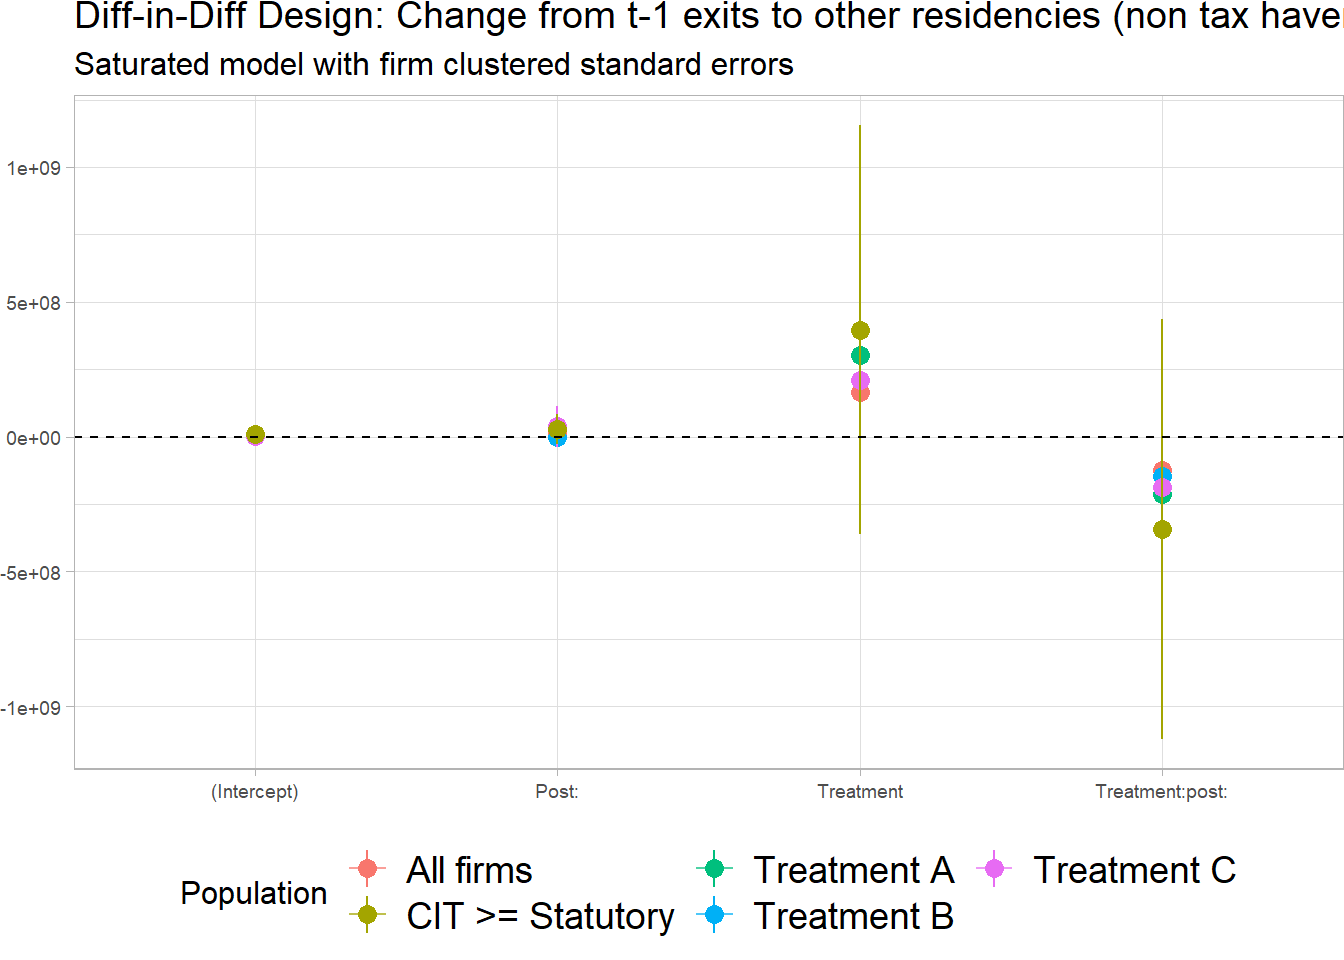 Diff-in-Diff Design: Change from t-1 exits to other residencies (non tax have
Saturated model with firm clustered standard errors
1e+09
5e+08
0e+00
-5e+08
-1e+09
(Intercept) Post: Treatment Treatment:post:
Population
All firms Treatment A Treatment C
CIT >= Statutory Treatment B